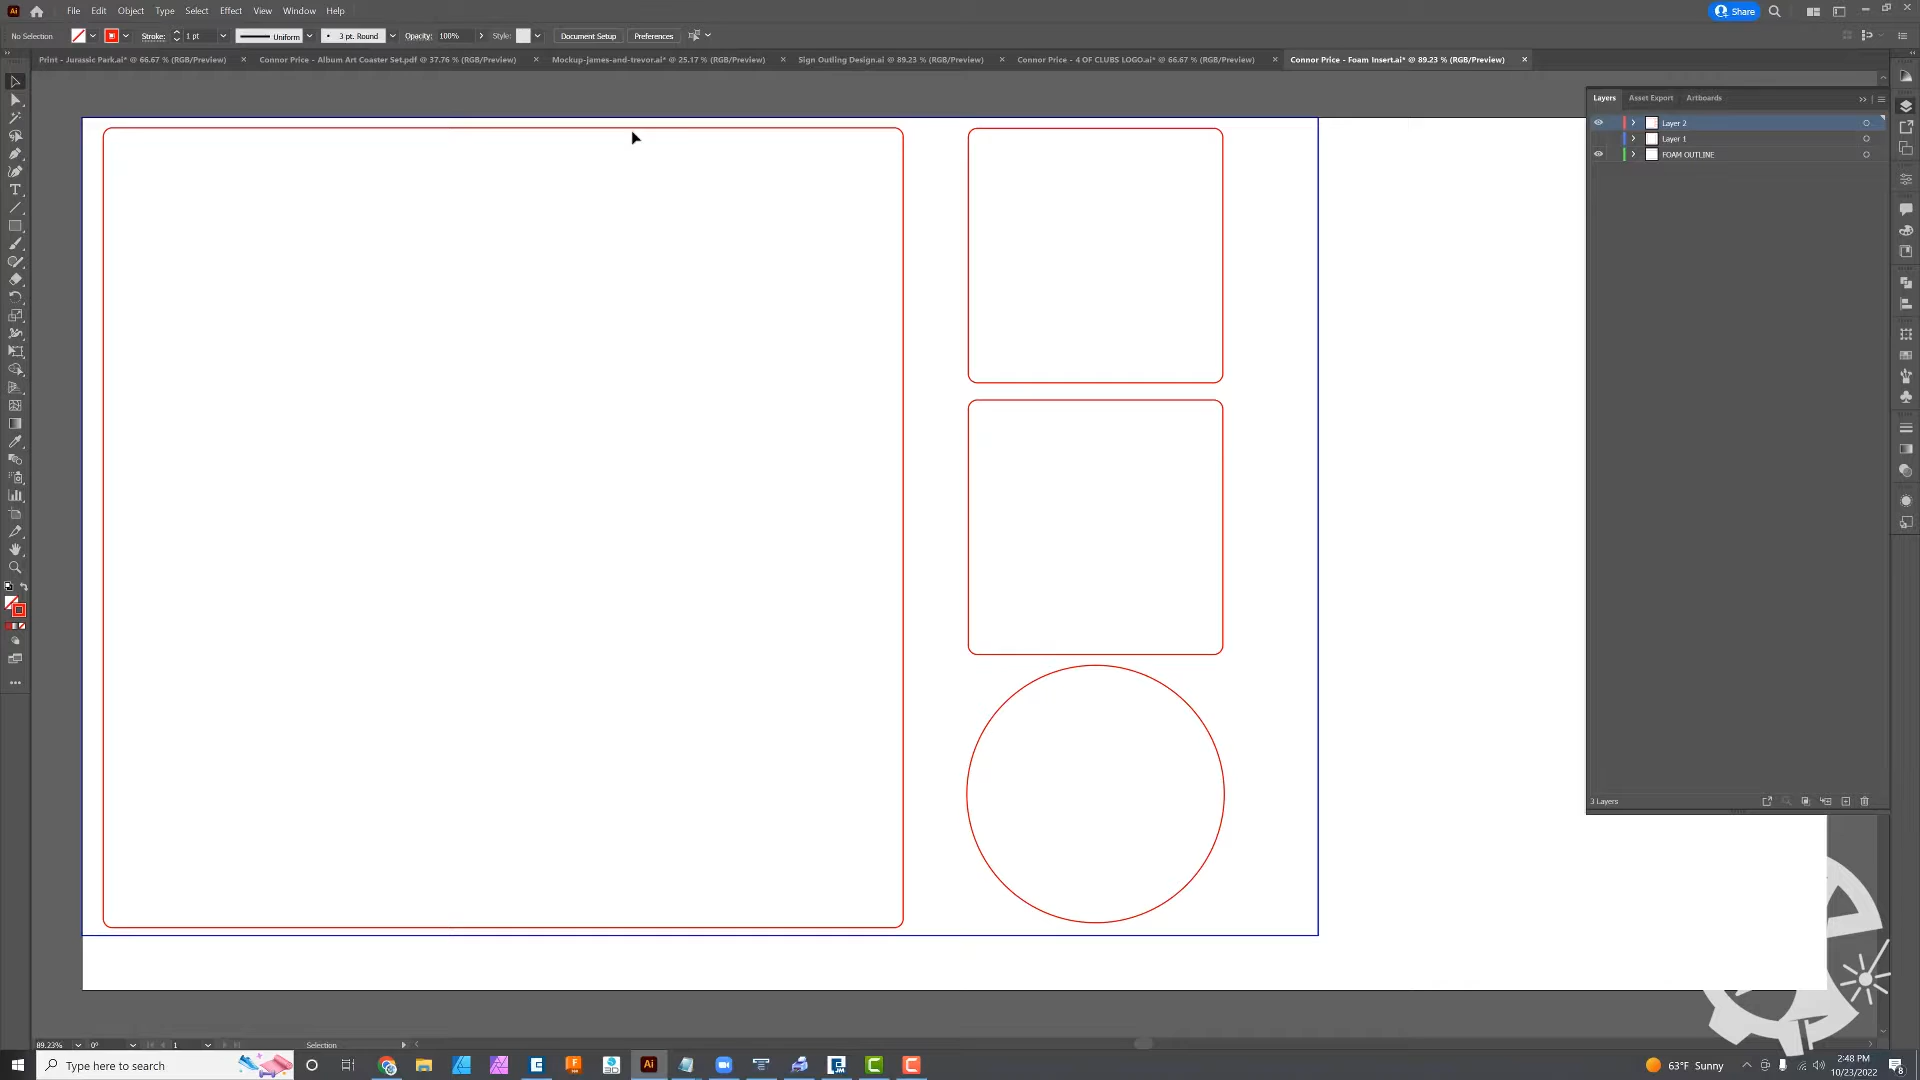 Ai File Edit Object Type Select Effect View Window Help Share
No Selection Stroke: 1 pt Uniform 3 pt. Round Opacity: 100% Style: Document Setup Preferences
Print - Jurassic Park.ai* @ 66.67 % (RGB/Preview) × Connor Price - Album Art Coaster Set.pdf @ 37.76 % (RGB/Preview) × Mockup-james-and-trevor.ai* @ 25.17 % (RGB/Preview) × Sign Outling Design.ai @ 89.23 % (RGB/Preview) × Connor Price - 4 OF CLUBS LOGO.ai* @ 66.67 % (RGB/Preview) × Connor Price - Foam Insert.ai* @ 89.23 % (RGB/Preview) ×
Layers Asset Export Artboards
Layer 2
Layer 1
FOAM OUTLINE
3 Layers
89.23% 0° 1 Selection
Type here to search
Ai
63°F Sunny
2:48 PM
10/23/2022
8